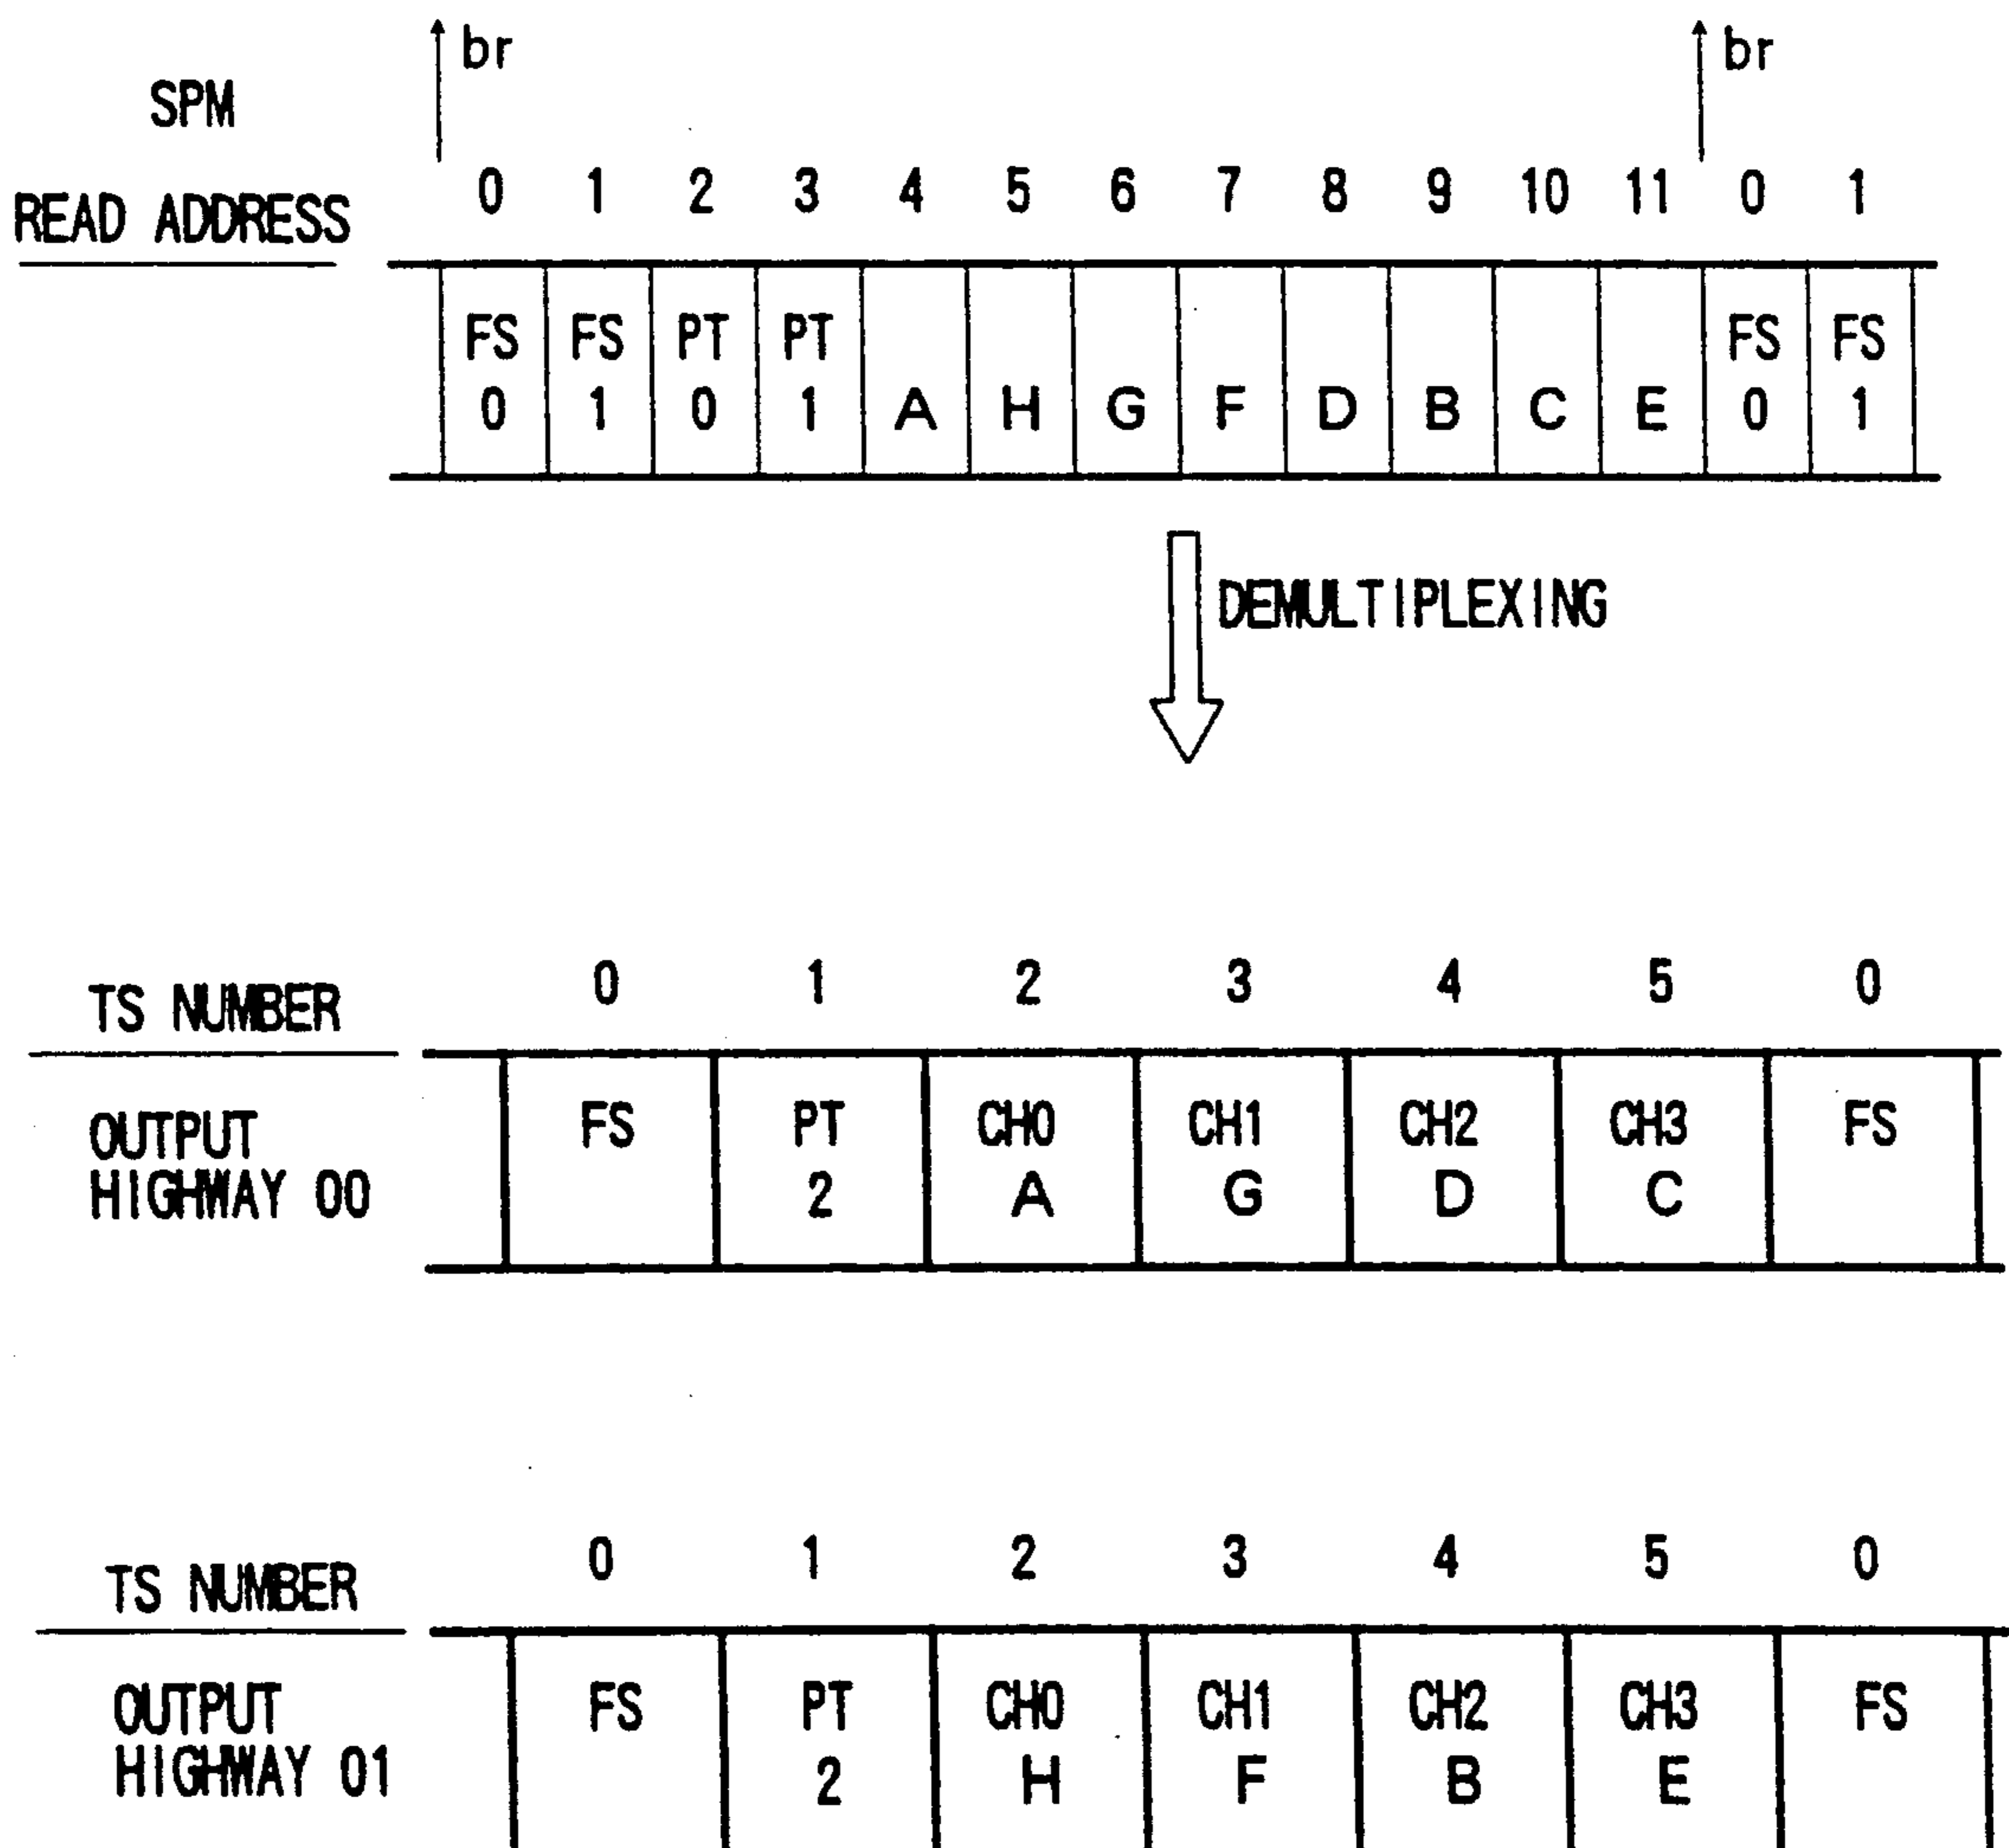 br br
SPM
READ ADDRESS 0 1 2 3 4 5 6 7 8 9 10 11 0 1
FS FS PT PT FS FS
0 1 0 1 A H G F D B C E 0 1
DEMULTIPLEXING
TS NUMBER 0 1 2 3 4 5 0
OUTPUT FS PT CH0 CH1 CH2 CH3 FS
HIGHWAY 00 2 A G D C
TS NUMBER 0 1 2 3 4 5 0
OUTPUT FS PT CH0 CH1 CH2 CH3 FS
HIGHWAY 01 2 H F B E